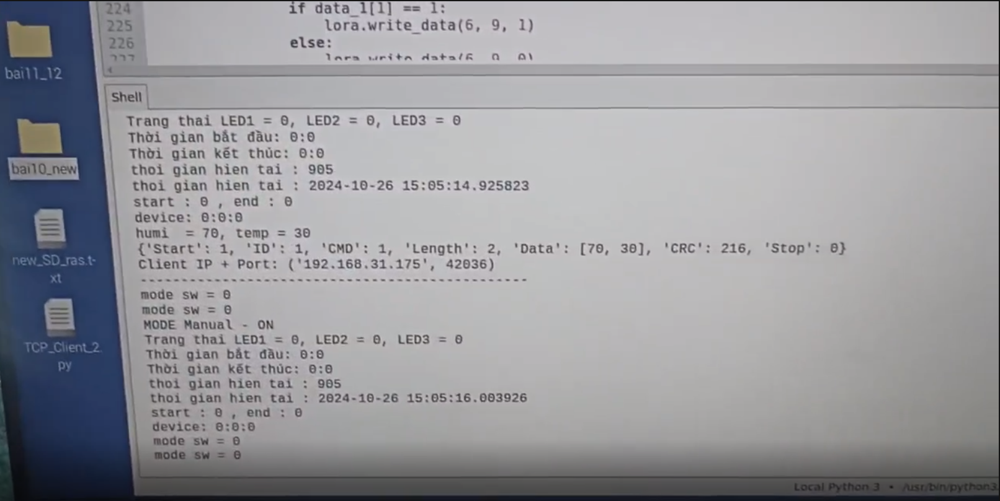 224 if data_1[1] == 1:
225 lora.write_data(6, 9, 1)
226 else:
227 lora.write_data(6, 9, 0)
bai11_12
bai10_new
new_SD_ras.t-
xt
TCP_Client_2.
py
Shell
Trang thai LED1 = 0, LED2 = 0, LED3 = 0
Thời gian bắt đầu: 0:0
Thời gian kết thúc: 0:0
thoi gian hien tai : 905
thoi gian hien tai : 2024-10-26 15:05:14.925823
start : 0 , end : 0
device: 0:0:0
humi  = 70, temp = 30
{'Start': 1, 'ID': 1, 'CMD': 1, 'Length': 2, 'Data': [70, 30], 'CRC': 216, 'Stop': 0}
Client IP + Port: ('192.168.31.175', 42036)
------------------------------------------------
mode sw = 0
mode sw = 0
MODE Manual - ON
Trang thai LED1 = 0, LED2 = 0, LED3 = 0
Thời gian bắt đầu: 0:0
Thời gian kết thúc: 0:0
thoi gian hien tai : 905
thoi gian hien tai : 2024-10-26 15:05:16.003926
start : 0 , end : 0
device: 0:0:0
mode sw = 0
mode sw = 0
Local Python 3 • /usr/bin/python3